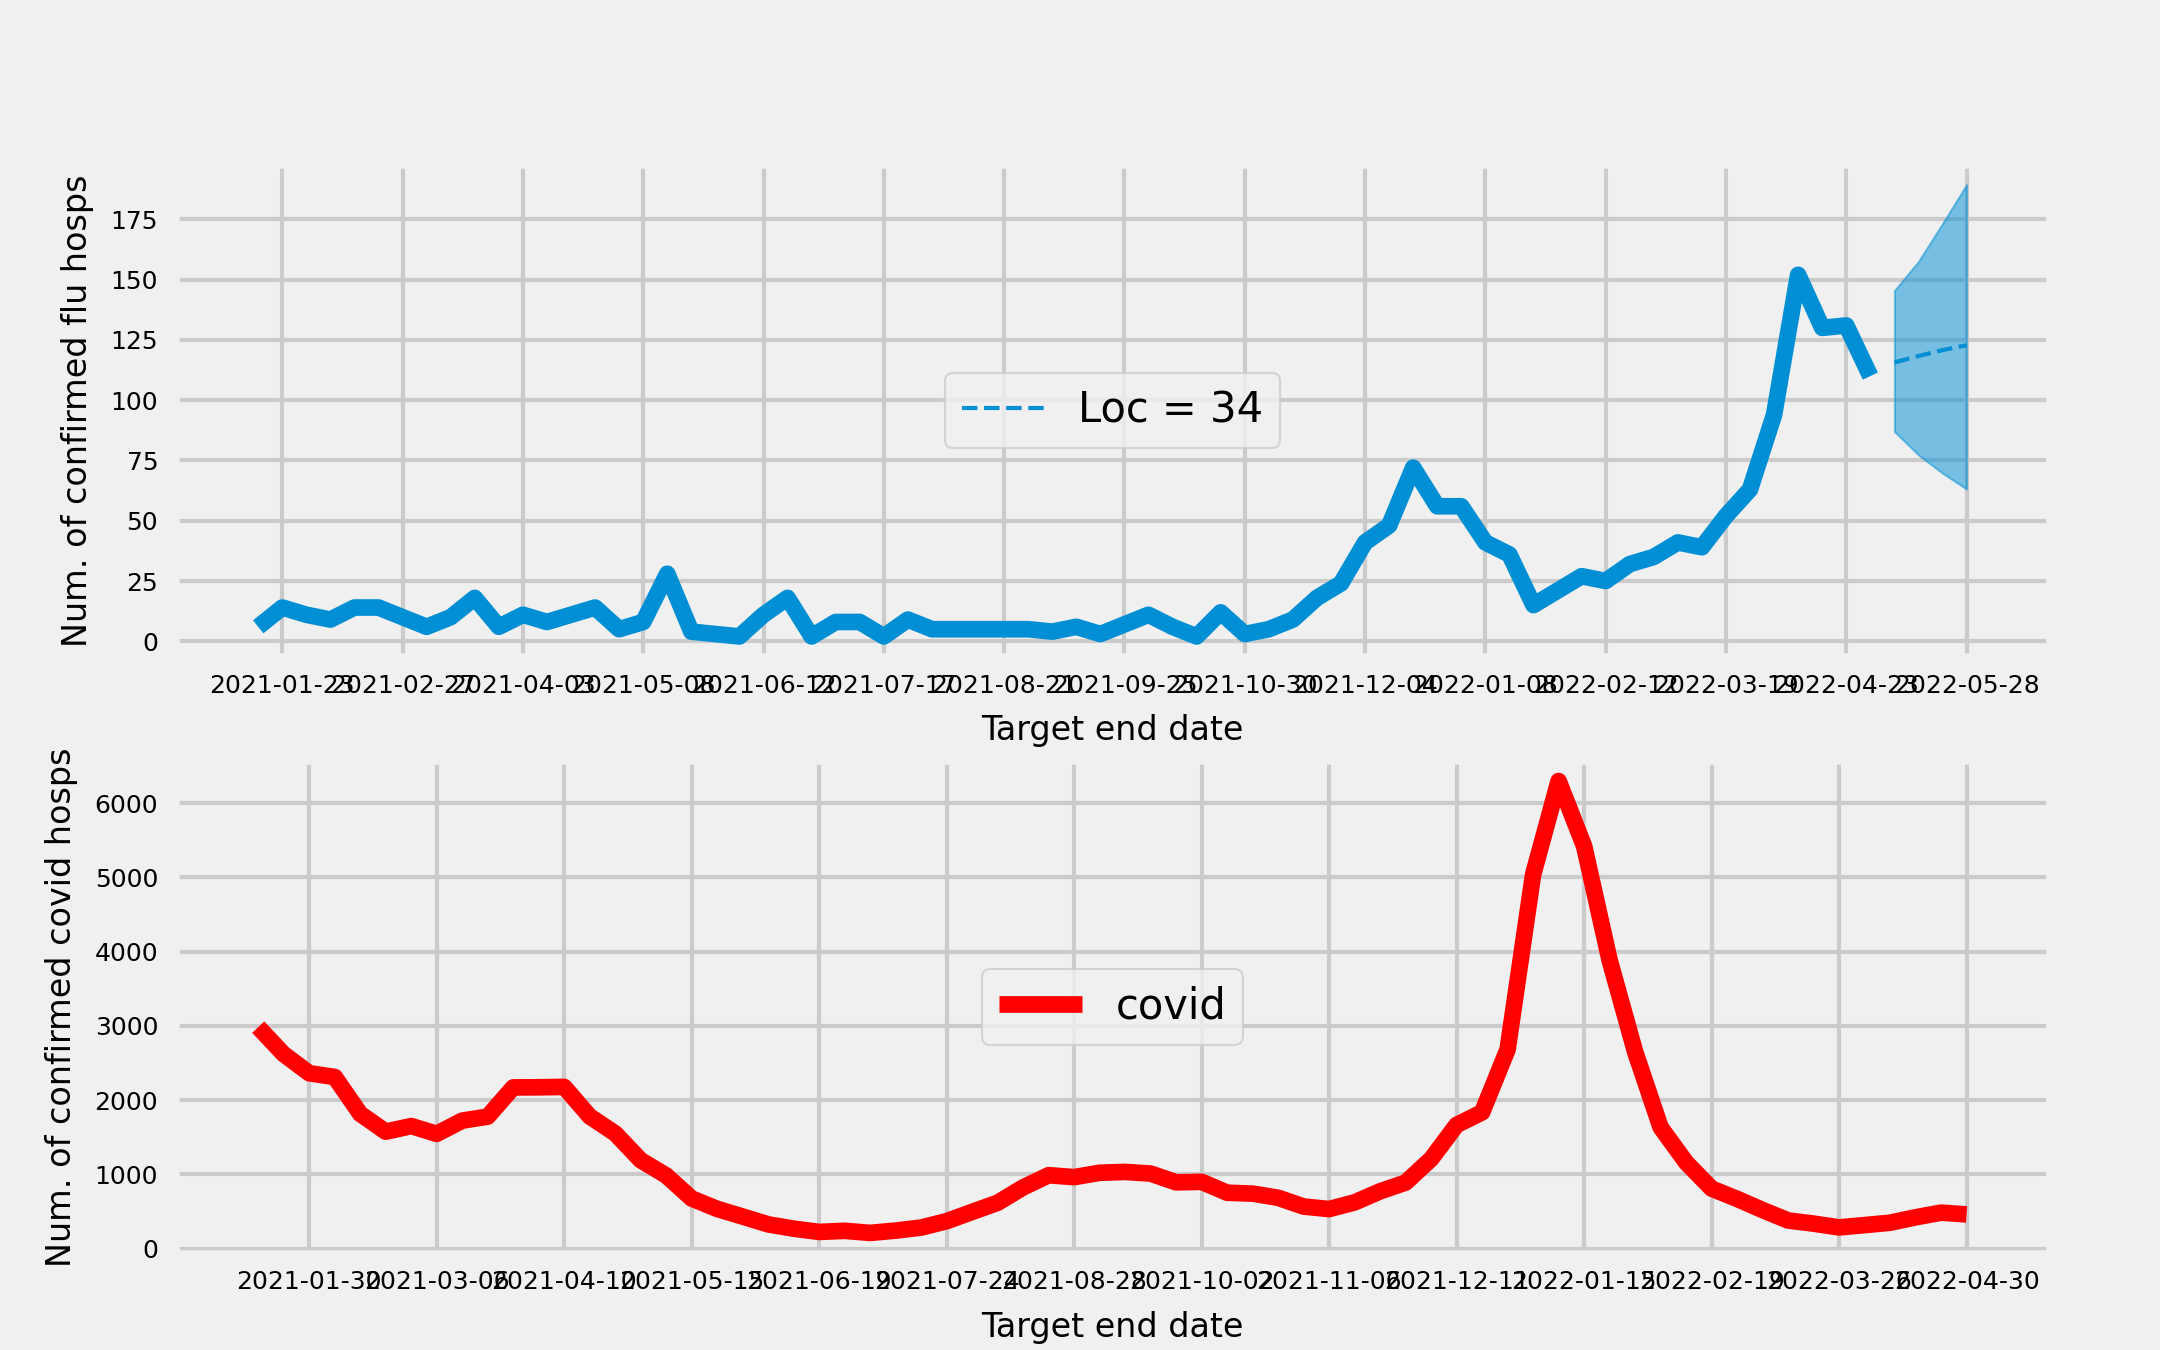 Num. of confirmed flu hosps
175
150
125
100
75
50
25
0
Loc = 34
2021-01-23 2021-02-27 2021-04-03 2021-05-08 2021-06-12 2021-07-17 2021-08-21 2021-09-25 2021-10-30 2021-12-04 2022-01-08 2022-02-12 2022-03-19 2022-04-23 2022-05-28
Target end date
Num. of confirmed covid hosps
6000
5000
4000
3000
2000
1000
0
covid
2021-01-30 2021-03-06 2021-04-10 2021-05-15 2021-06-19 2021-07-24 2021-08-28 2021-10-02 2021-11-06 2021-12-11 2022-01-15 2022-02-19 2022-03-26 2022-04-30
Target end date